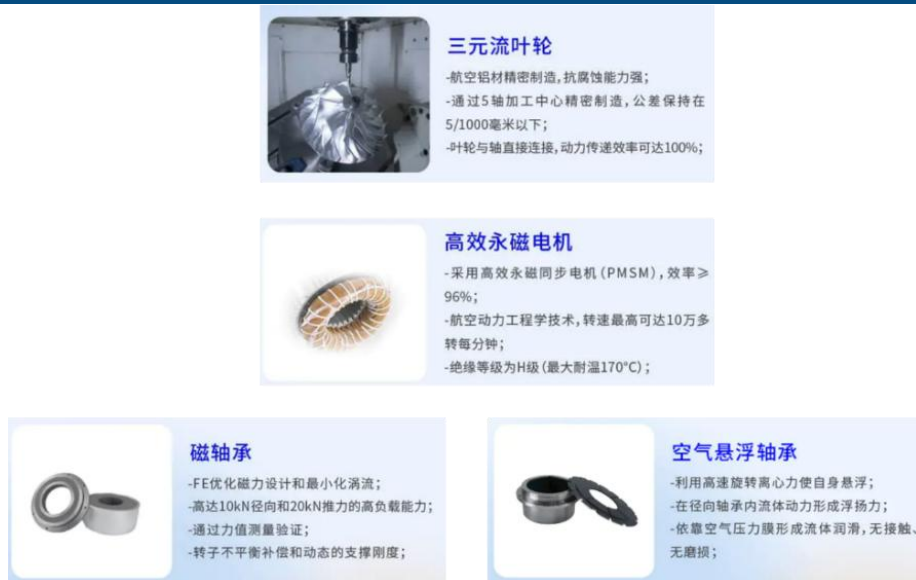 三元流叶轮
-航空铝材精密制造,抗腐蚀能力强;
-通过5轴加工中心精密制造,公差保持在
5/1000毫米以下;
-叶轮与轴直接连接,动力传递效率可达100%;
高效永磁电机
-采用高效永磁同步电机(PMSM),效率≥
96%;
-航空动力工程学技术,转速最高可达10万多
转每分钟;
-绝缘等级为H级(最大耐温170℃);
磁轴承
-FE优化磁力设计和最小化涡流;
-高达10kN径向和20kN推力的高负载能力;
-通过力值测量验证;
-转子不平衡补偿和动态的支撑刚度;
空气悬浮轴承
-利用高速旋转离心力使自身悬浮;
-在径向轴承内流体动力形成浮扬力;
-依靠空气压力膜形成流体润滑,无接触、
无磨损;